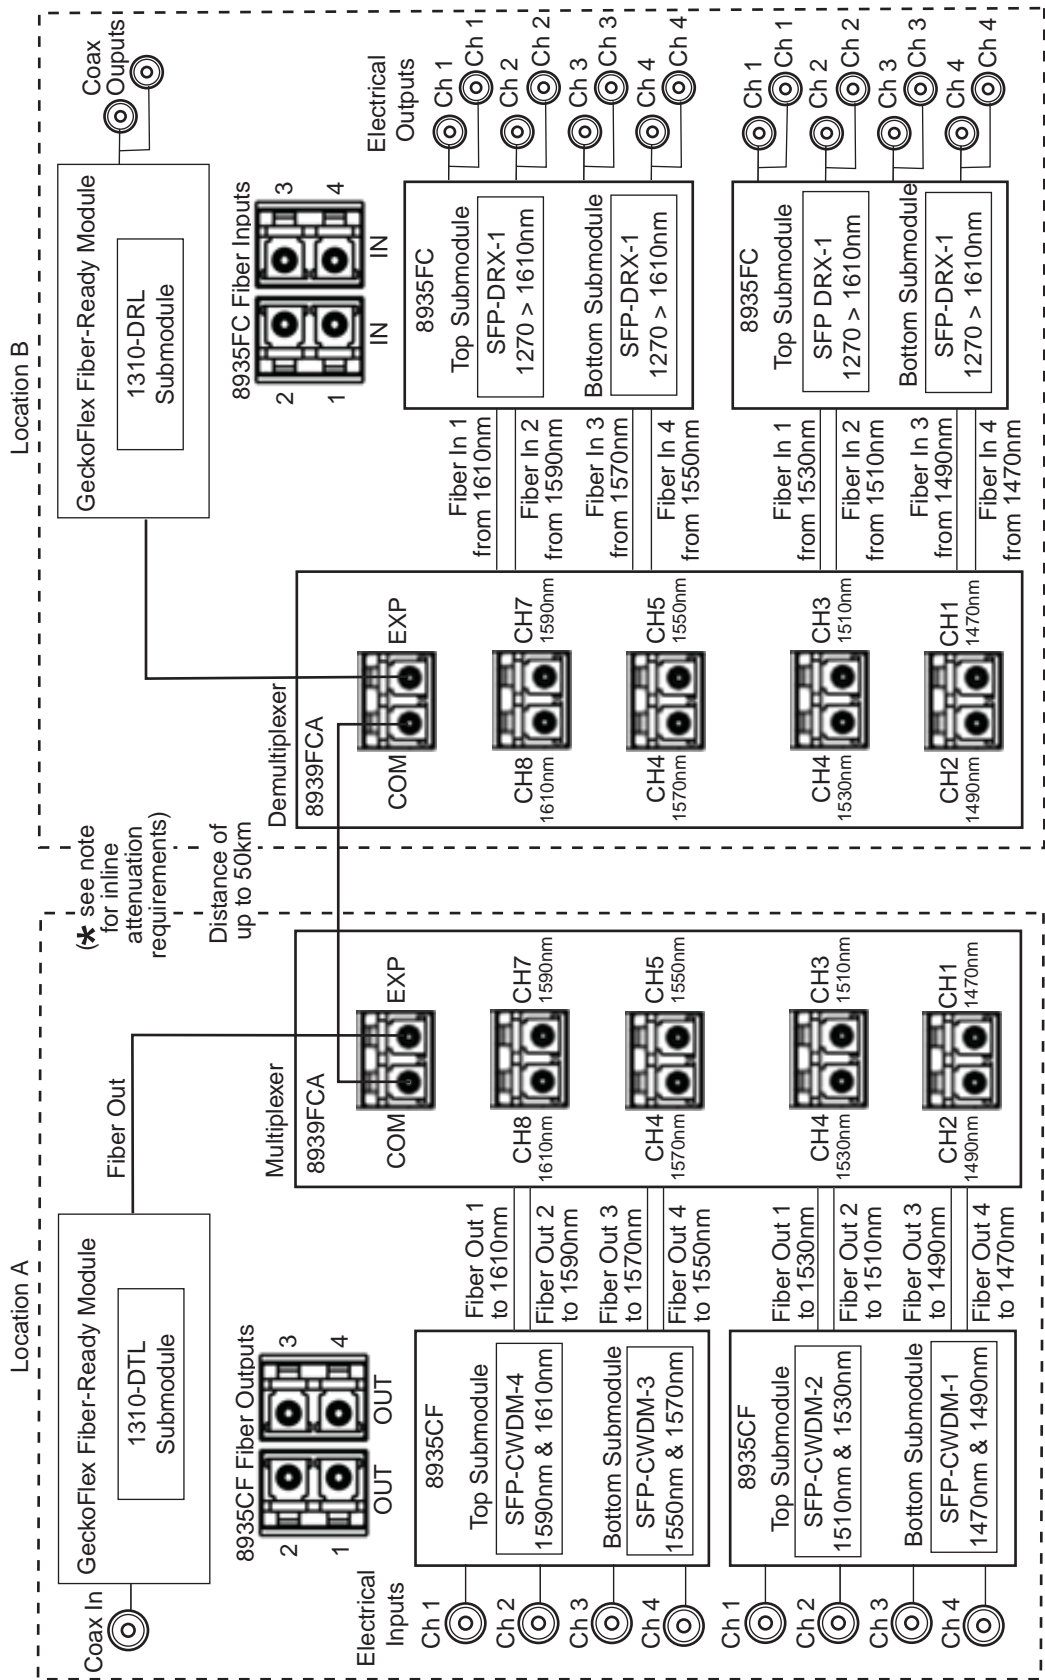 Location A
Coax In
GeckoFlex Fiber-Ready Module
1310-DTL
Submodule
Fiber Out
8935CF Fiber Outputs
2
1
3
4
OUT
OUT
Electrical
Inputs
Ch 1
Ch 2
Ch 3
Ch 4
8935CF
Top Submodule
SFP-CWDM-4
1590nm & 1610nm
Bottom Submodule
SFP-CWDM-3
1550nm & 1570nm
Fiber Out 1
to 1610nm
Fiber Out 2
to 1590nm
Fiber Out 3
to 1570nm
Fiber Out 4
to 1550nm
Ch 1
Ch 2
Ch 3
Ch 4
8935CF
Top Submodule
SFP-CWDM-2
1510nm & 1530nm
Bottom Submodule
SFP-CWDM-1
1470nm & 1490nm
Fiber Out 1
to 1530nm
Fiber Out 2
to 1510nm
Fiber Out 3
to 1490nm
Fiber Out 4
to 1470nm
Multiplexer
8939FCA
COM
EXP
CH8
1610nm
CH7
1590nm
CH4
1570nm
CH5
1550nm
CH4
1530nm
CH3
1510nm
CH2
1490nm
CH1
1470nm
(* see note
for inline
attenuation
requirements)
Distance of
up to 50km
Location B
Demultiplexer
8939FCA
COM
EXP
CH8
1610nm
CH7
1590nm
CH4
1570nm
CH5
1550nm
CH4
1530nm
CH3
1510nm
CH2
1490nm
CH1
1470nm
GeckoFlex Fiber-Ready Module
1310-DRL
Submodule
Coax
Ouputs
8935FC Fiber Inputs
2
1
3
4
IN
IN
Fiber In 1
from 1610nm
Fiber In 2
from 1590nm
Fiber In 3
from 1570nm
Fiber In 4
from 1550nm
8935FC
Top Submodule
SFP-DRX-1
1270 > 1610nm
Bottom Submodule
SFP-DRX-1
1270 > 1610nm
Electrical
Outputs
Ch 1
Ch 1
Ch 2
Ch 2
Ch 3
Ch 3
Ch 4
Ch 4
Fiber In 1
from 1530nm
Fiber In 2
from 1510nm
Fiber In 3
from 1490nm
Fiber In 4
from 1470nm
8935FC
Top Submodule
SFP DRX-1
1270 > 1610nm
Bottom Submodule
SFP-DRX-1
1270 > 1610nm
Ch 1
Ch 1
Ch 2
Ch 2
Ch 3
Ch 3
Ch 4
Ch 4